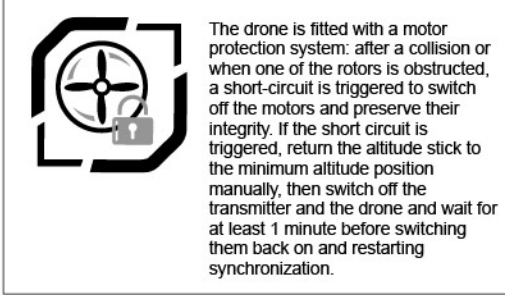 The drone is fitted with a motor
protection system: after a collision or
when one of the rotors is obstructed,
a short-circuit is triggered to switch
off the motors and preserve their
integrity. If the short circuit is
triggered, return the altitude stick to
the minimum altitude position
manually, then switch off the
transmitter and the drone and wait for
at least 1 minute before switching
them back on and restarting
synchronization.